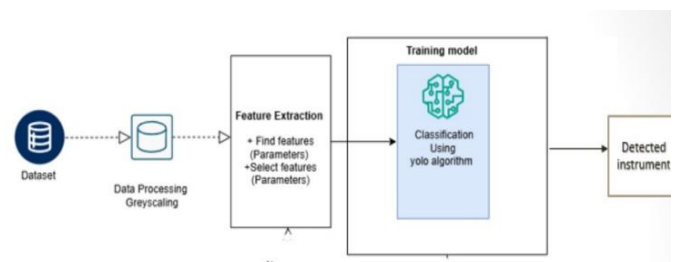 Dataset
Data Processing
Greyscaling
Feature Extraction
+ Find features
(Parameters)
+Select features
(Parameters)
Training model
Classification
Using
yolo algorithm
Detected
instrument